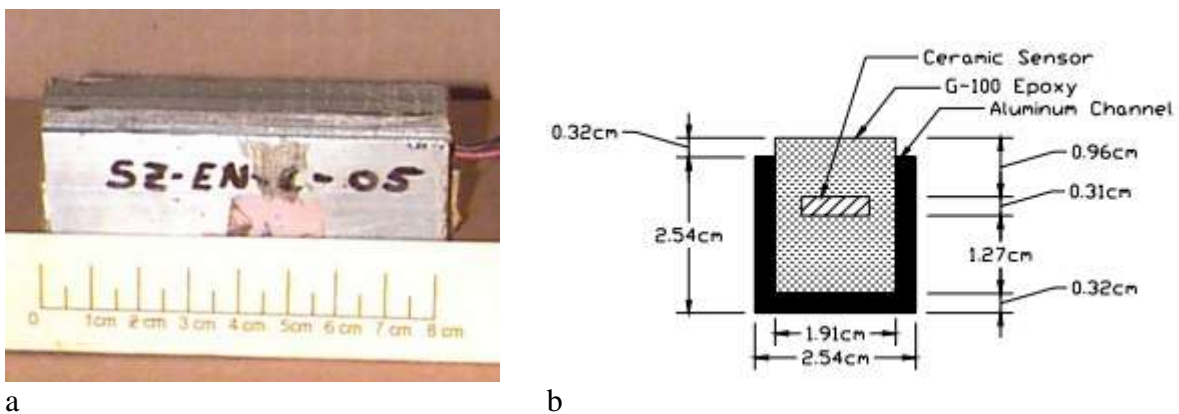 SZ-EN-L-05
0 1cm 2cm 3cm 4cm 5cm 6cm 7cm 8cm
a
Ceramic Sensor
G-100 Epoxy
Aluminum Channel
0.32cm
0.96cm
0.31cm
2.54cm
1.27cm
0.32cm
1.91cm
2.54cm
b